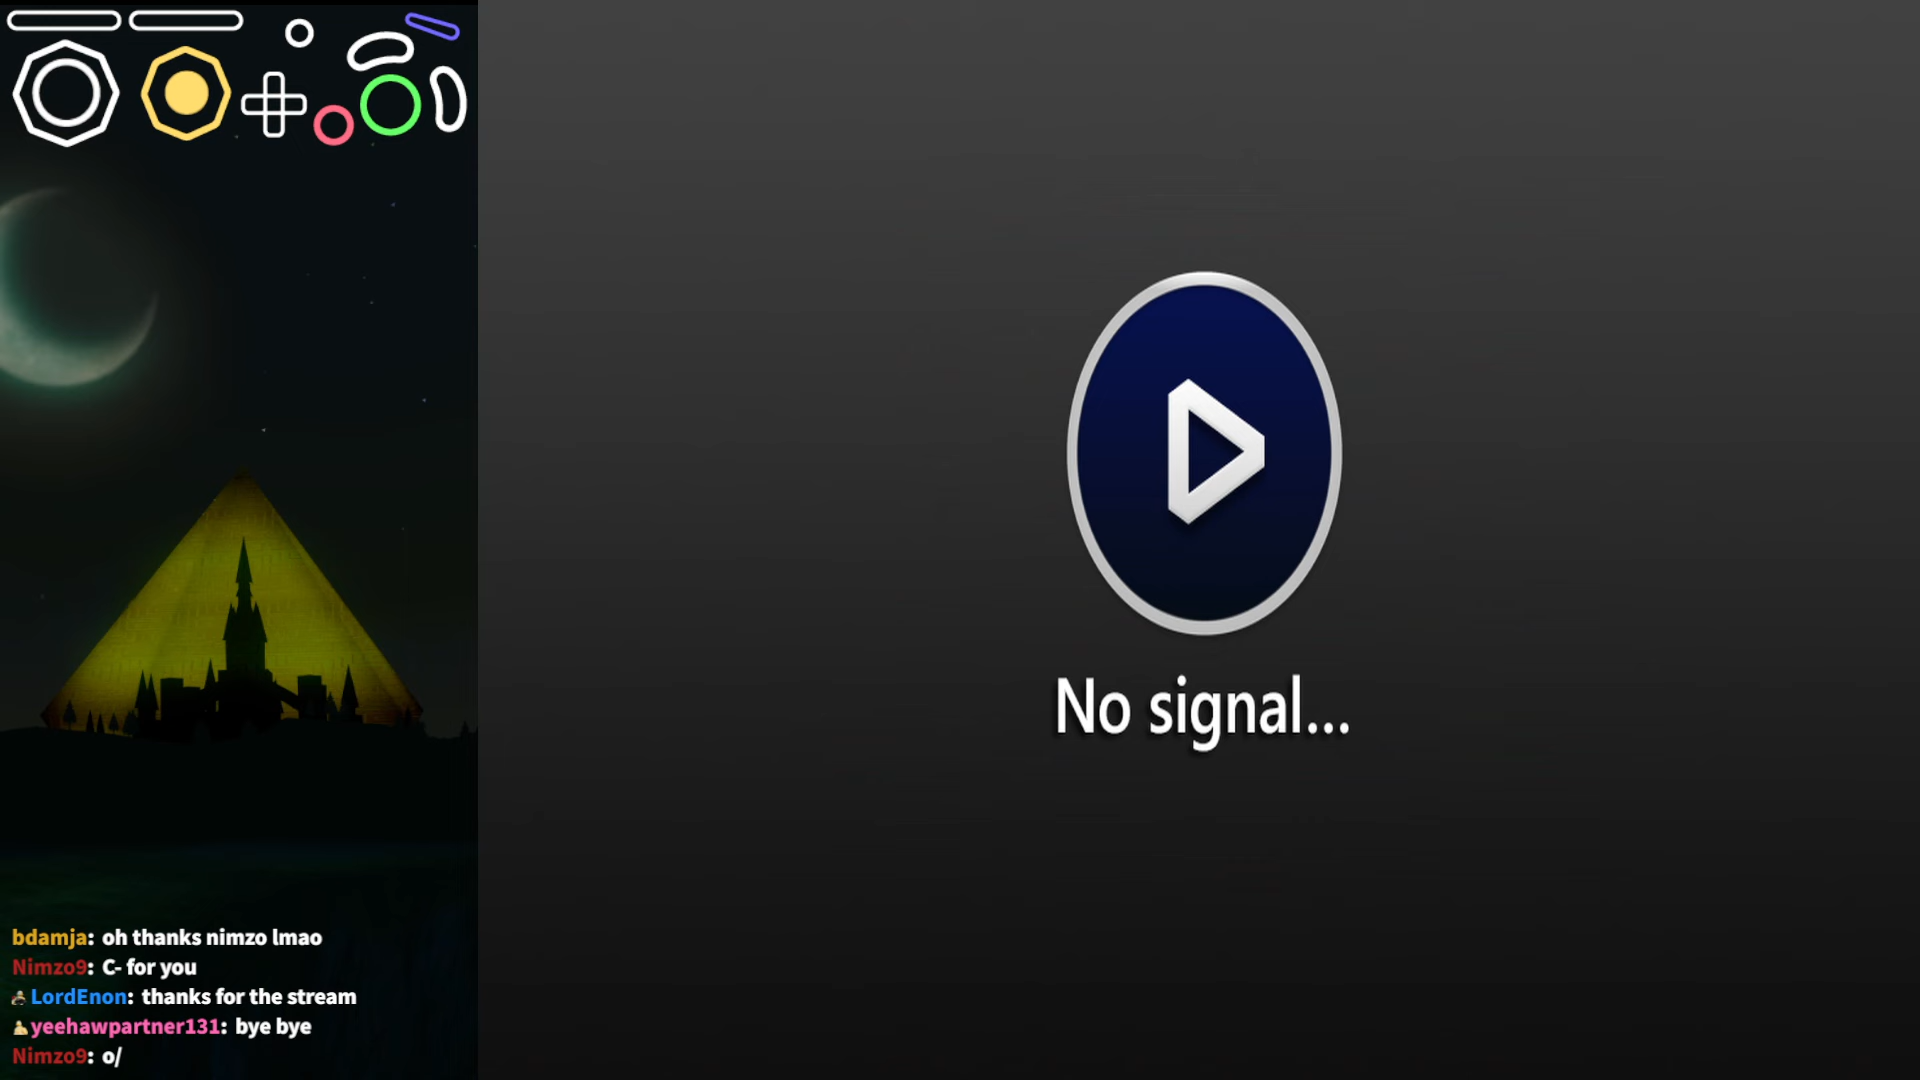 No signal...
bdamja: oh thanks nimzo lmao
Nimzo9: C- for you
LordEnon: thanks for the stream
yeehawpartner131: bye bye
Nimzo9: o/